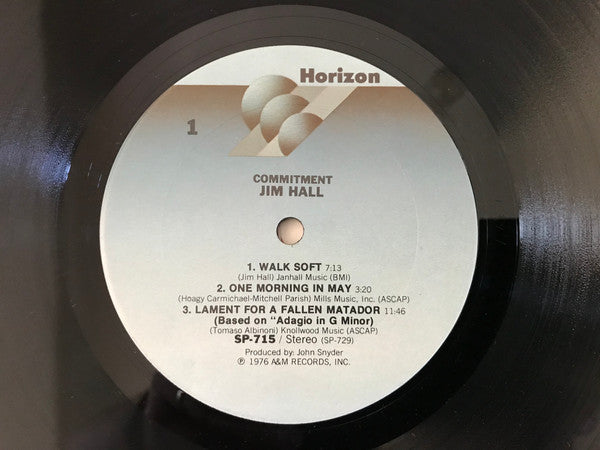 Horizon
1
COMMITMENT
JIM HALL
1. WALK SOFT 7:13
(Jim Hall) Janhall Music (BMI)
2. ONE MORNING IN MAY 3:20
(Hoagy Carmichael-Mitchell Parish) Mills Music, Inc. (ASCAP)
3. LAMENT FOR A FALLEN MATADOR 11:46
(Based on "Adagio in G Minor)
(Tomaso Albinoni) Knollwood Music (ASCAP)
SP-715 / Stereo (SP-729)
Produced by: John Snyder
℗ 1976 A&M RECORDS, INC.